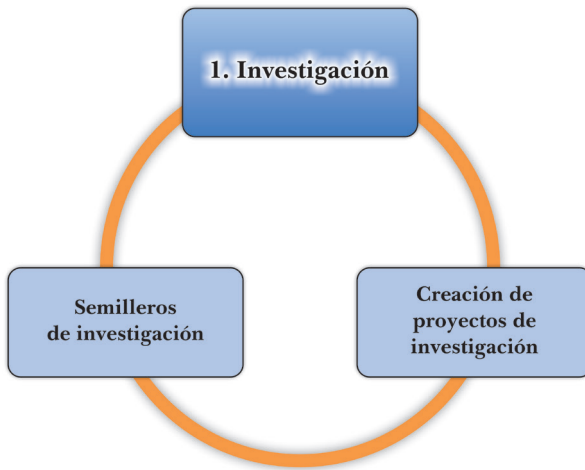 1. Investigación
Semilleros
de investigación
Creación de
proyectos de
investigación